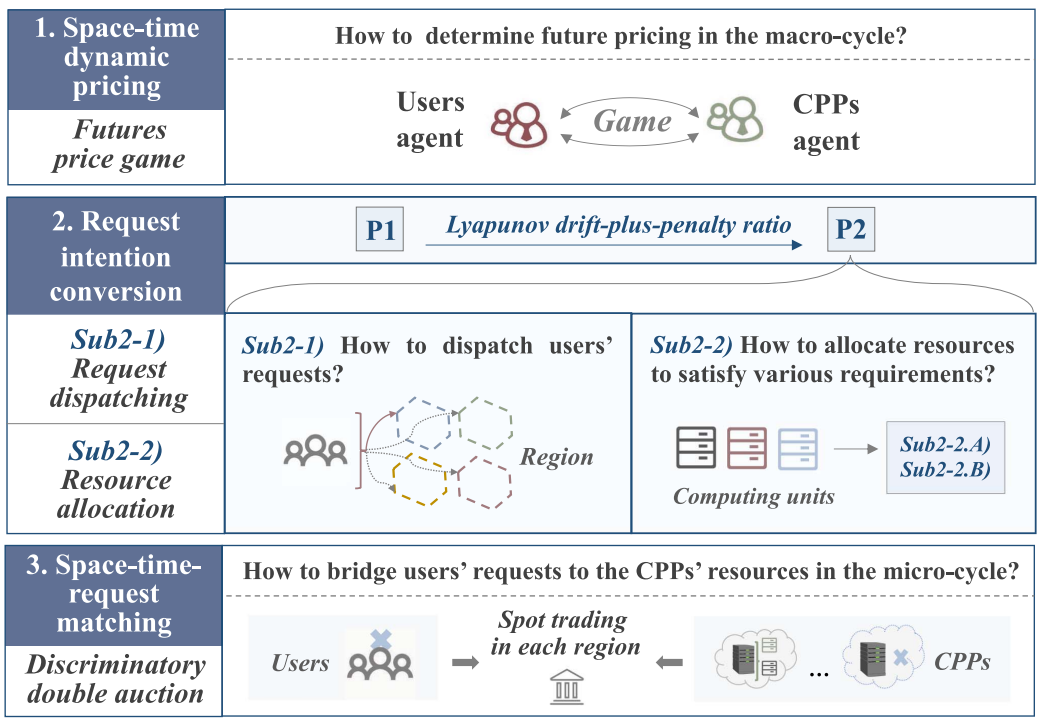 1. Space-time
dynamic
pricing
Futures
price game
How to determine future pricing in the macro-cycle?
Users
agent
Game
CPPs
agent
2. Request
intention
conversion
P1
Lyapunov drift-plus-penalty ratio
P2
Sub2-1)
Request
dispatching
Sub2-2)
Resource
allocation
Sub2-1) How to dispatch users'
requests?
Region
Sub2-2) How to allocate resources
to satisfy various requirements?
Computing units
Sub2-2.A)
Sub2-2.B)
3. Space-time-
request
matching
Discriminatory
double auction
How to bridge users' requests to the CPPs' resources in the micro-cycle?
Users
Spot trading
in each region
...
CPPs